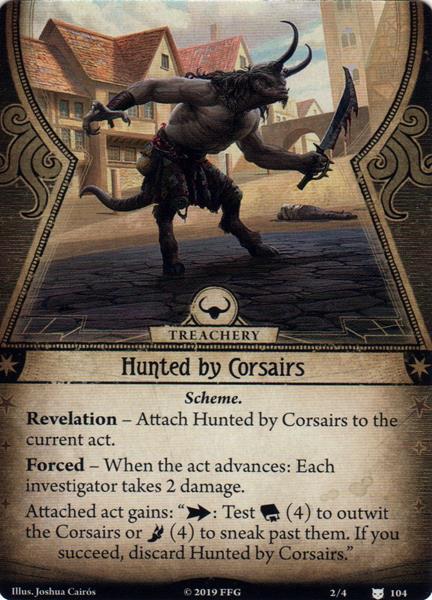 TREACHERY
Hunted by Corsairs
Scheme.
Revelation – Attach Hunted by Corsairs to the
current act.
Forced – When the act advances: Each
investigator takes 2 damage.
Attached act gains: “: Test (4) to outwit
the Corsairs or (4) to sneak past them. If you
succeed, discard Hunted by Corsairs.”
Illus. Joshua Cairós © 2019 FFG 2/4 104